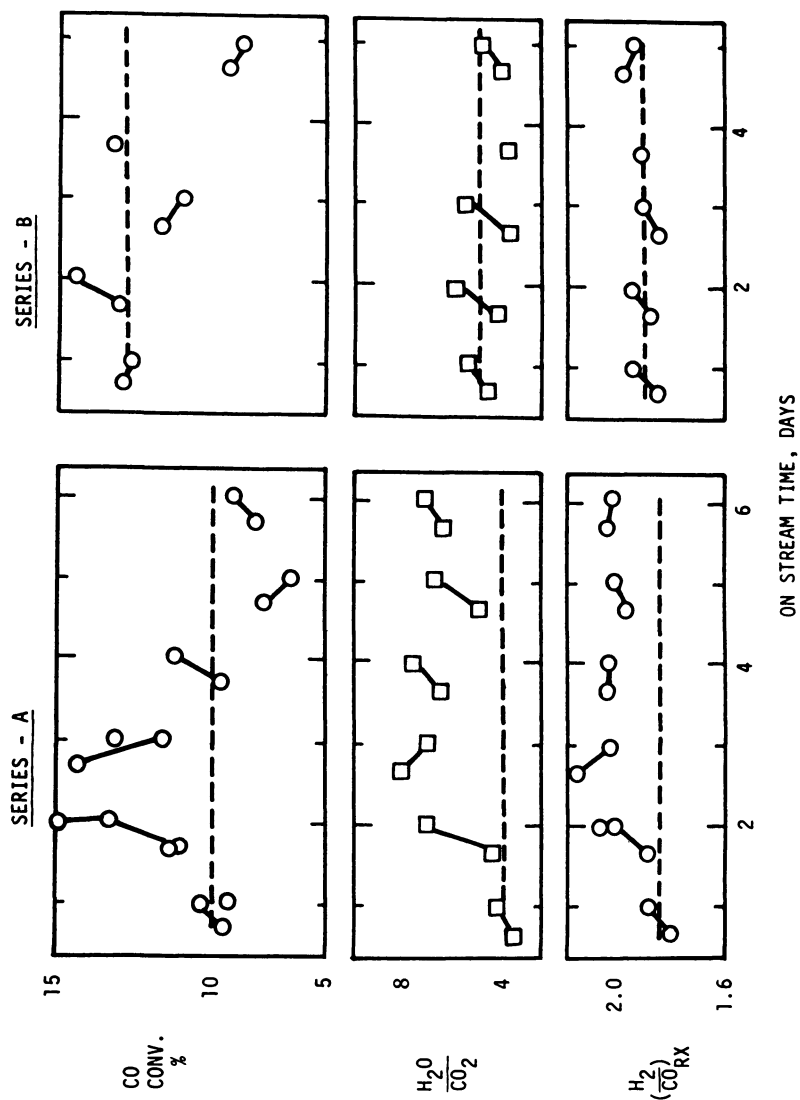 SERIES - A
SERIES - B
CO
CONV.
%
15
10
5
H2O
CO2
8
4
(H2
CO)RX
2.0
1.6
2
4
6
2
4
ON STREAM TIME, DAYS